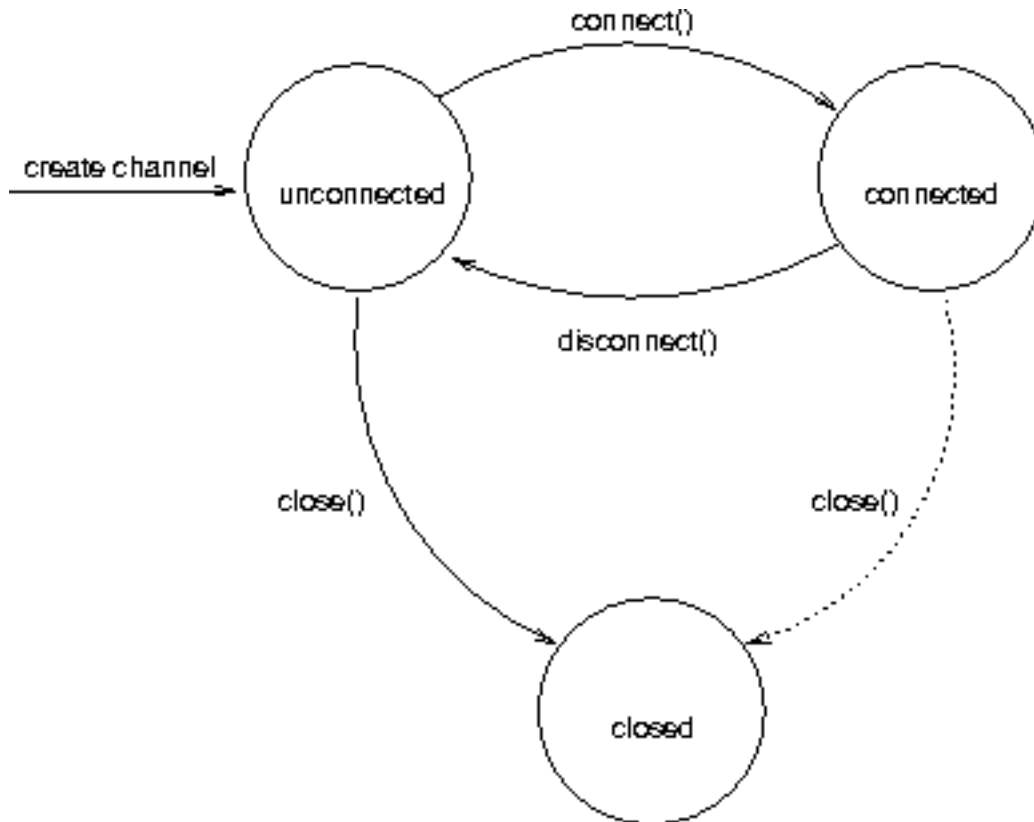 connect()
create channel
unconnected
connected
disconnect()
close()
close()
closed